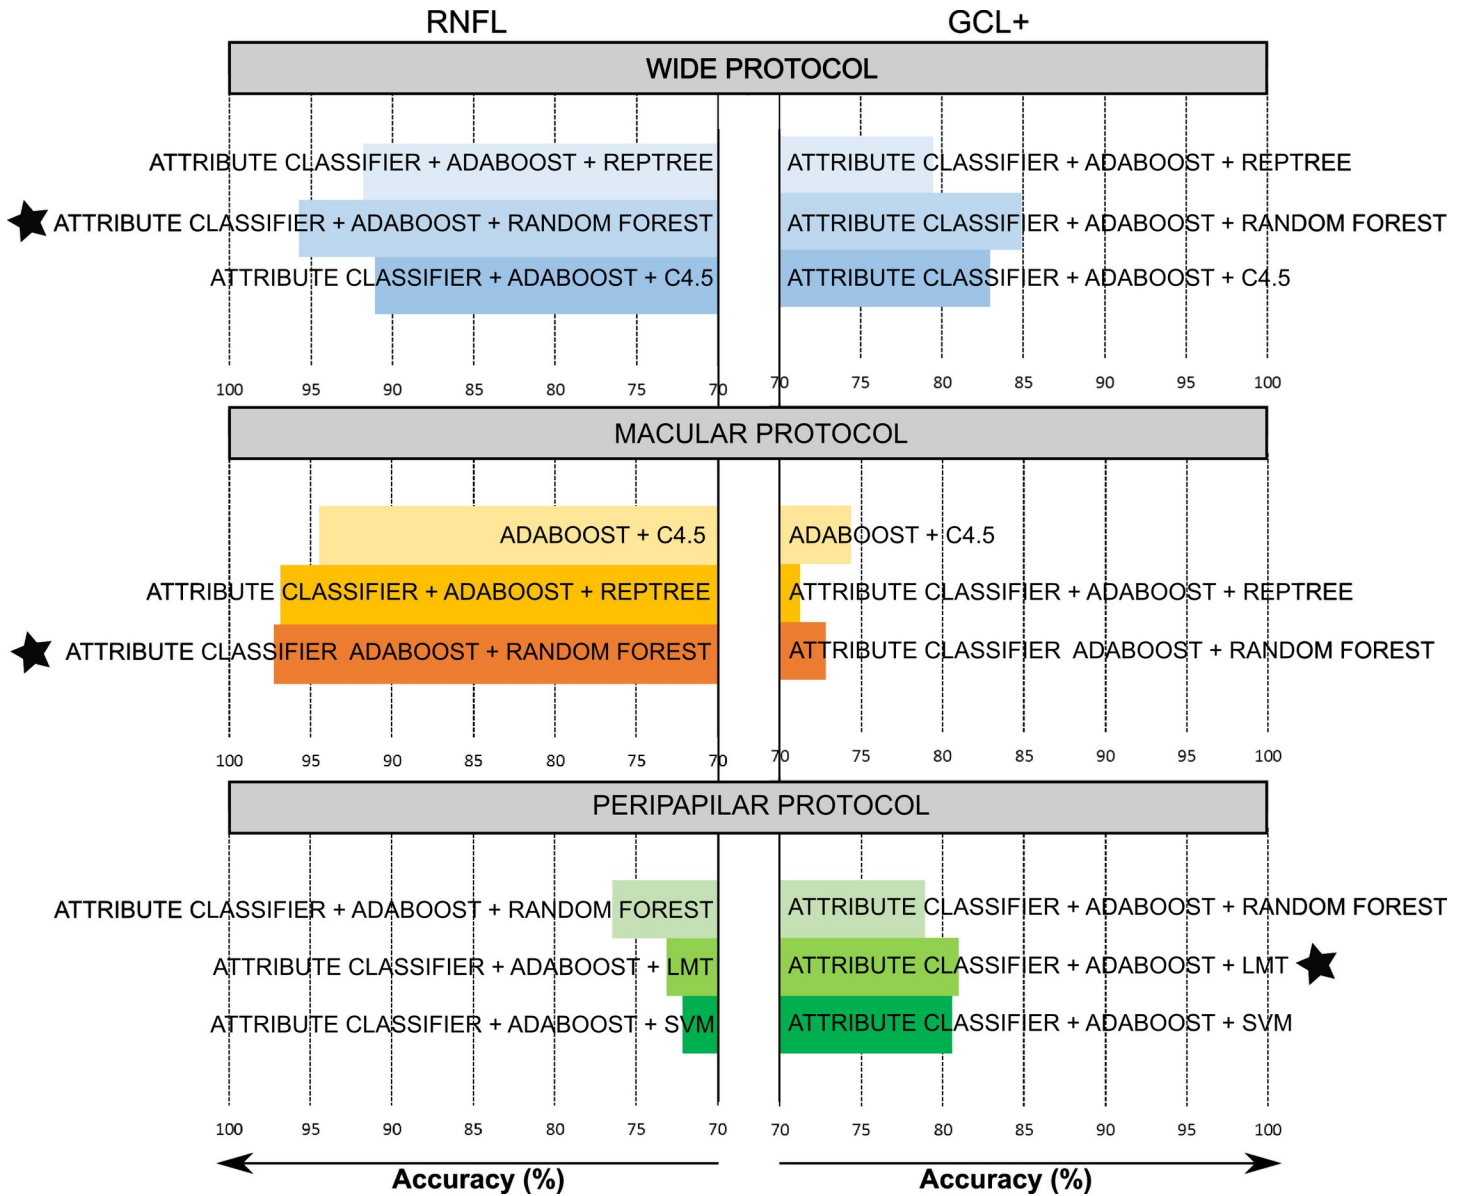 RNFL GCL+
WIDE PROTOCOL
ATTRIBUTE CLASSIFIER + ADABOOST + REPTREE ATTRIBUTE CLASSIFIER + ADABOOST + REPTREE
ATTRIBUTE CLASSIFIER + ADABOOST + RANDOM FOREST ATTRIBUTE CLASSIFIER + ADABOOST + RANDOM FOREST
ATTRIBUTE CLASSIFIER + ADABOOST + C4.5 ATTRIBUTE CLASSIFIER + ADABOOST + C4.5
100 95 90 85 80 75 70 70 75 80 85 90 95 100
MACULAR PROTOCOL
ADABOOST + C4.5 ADABOOST + C4.5
ATTRIBUTE CLASSIFIER + ADABOOST + REPTREE ATTRIBUTE CLASSIFIER + ADABOOST + REPTREE
ATTRIBUTE CLASSIFIER ADABOOST + RANDOM FOREST ATTRIBUTE CLASSIFIER ADABOOST + RANDOM FOREST
100 95 90 85 80 75 70 70 75 80 85 90 95 100
PERIPAPILAR PROTOCOL
ATTRIBUTE CLASSIFIER + ADABOOST + RANDOM FOREST ATTRIBUTE CLASSIFIER + ADABOOST + RANDOM FOREST
ATTRIBUTE CLASSIFIER + ADABOOST + LMT ATTRIBUTE CLASSIFIER + ADABOOST + LMT
ATTRIBUTE CLASSIFIER + ADABOOST + SVM ATTRIBUTE CLASSIFIER + ADABOOST + SVM
100 95 90 85 80 75 70 70 75 80 85 90 95 100
Accuracy (%) Accuracy (%)